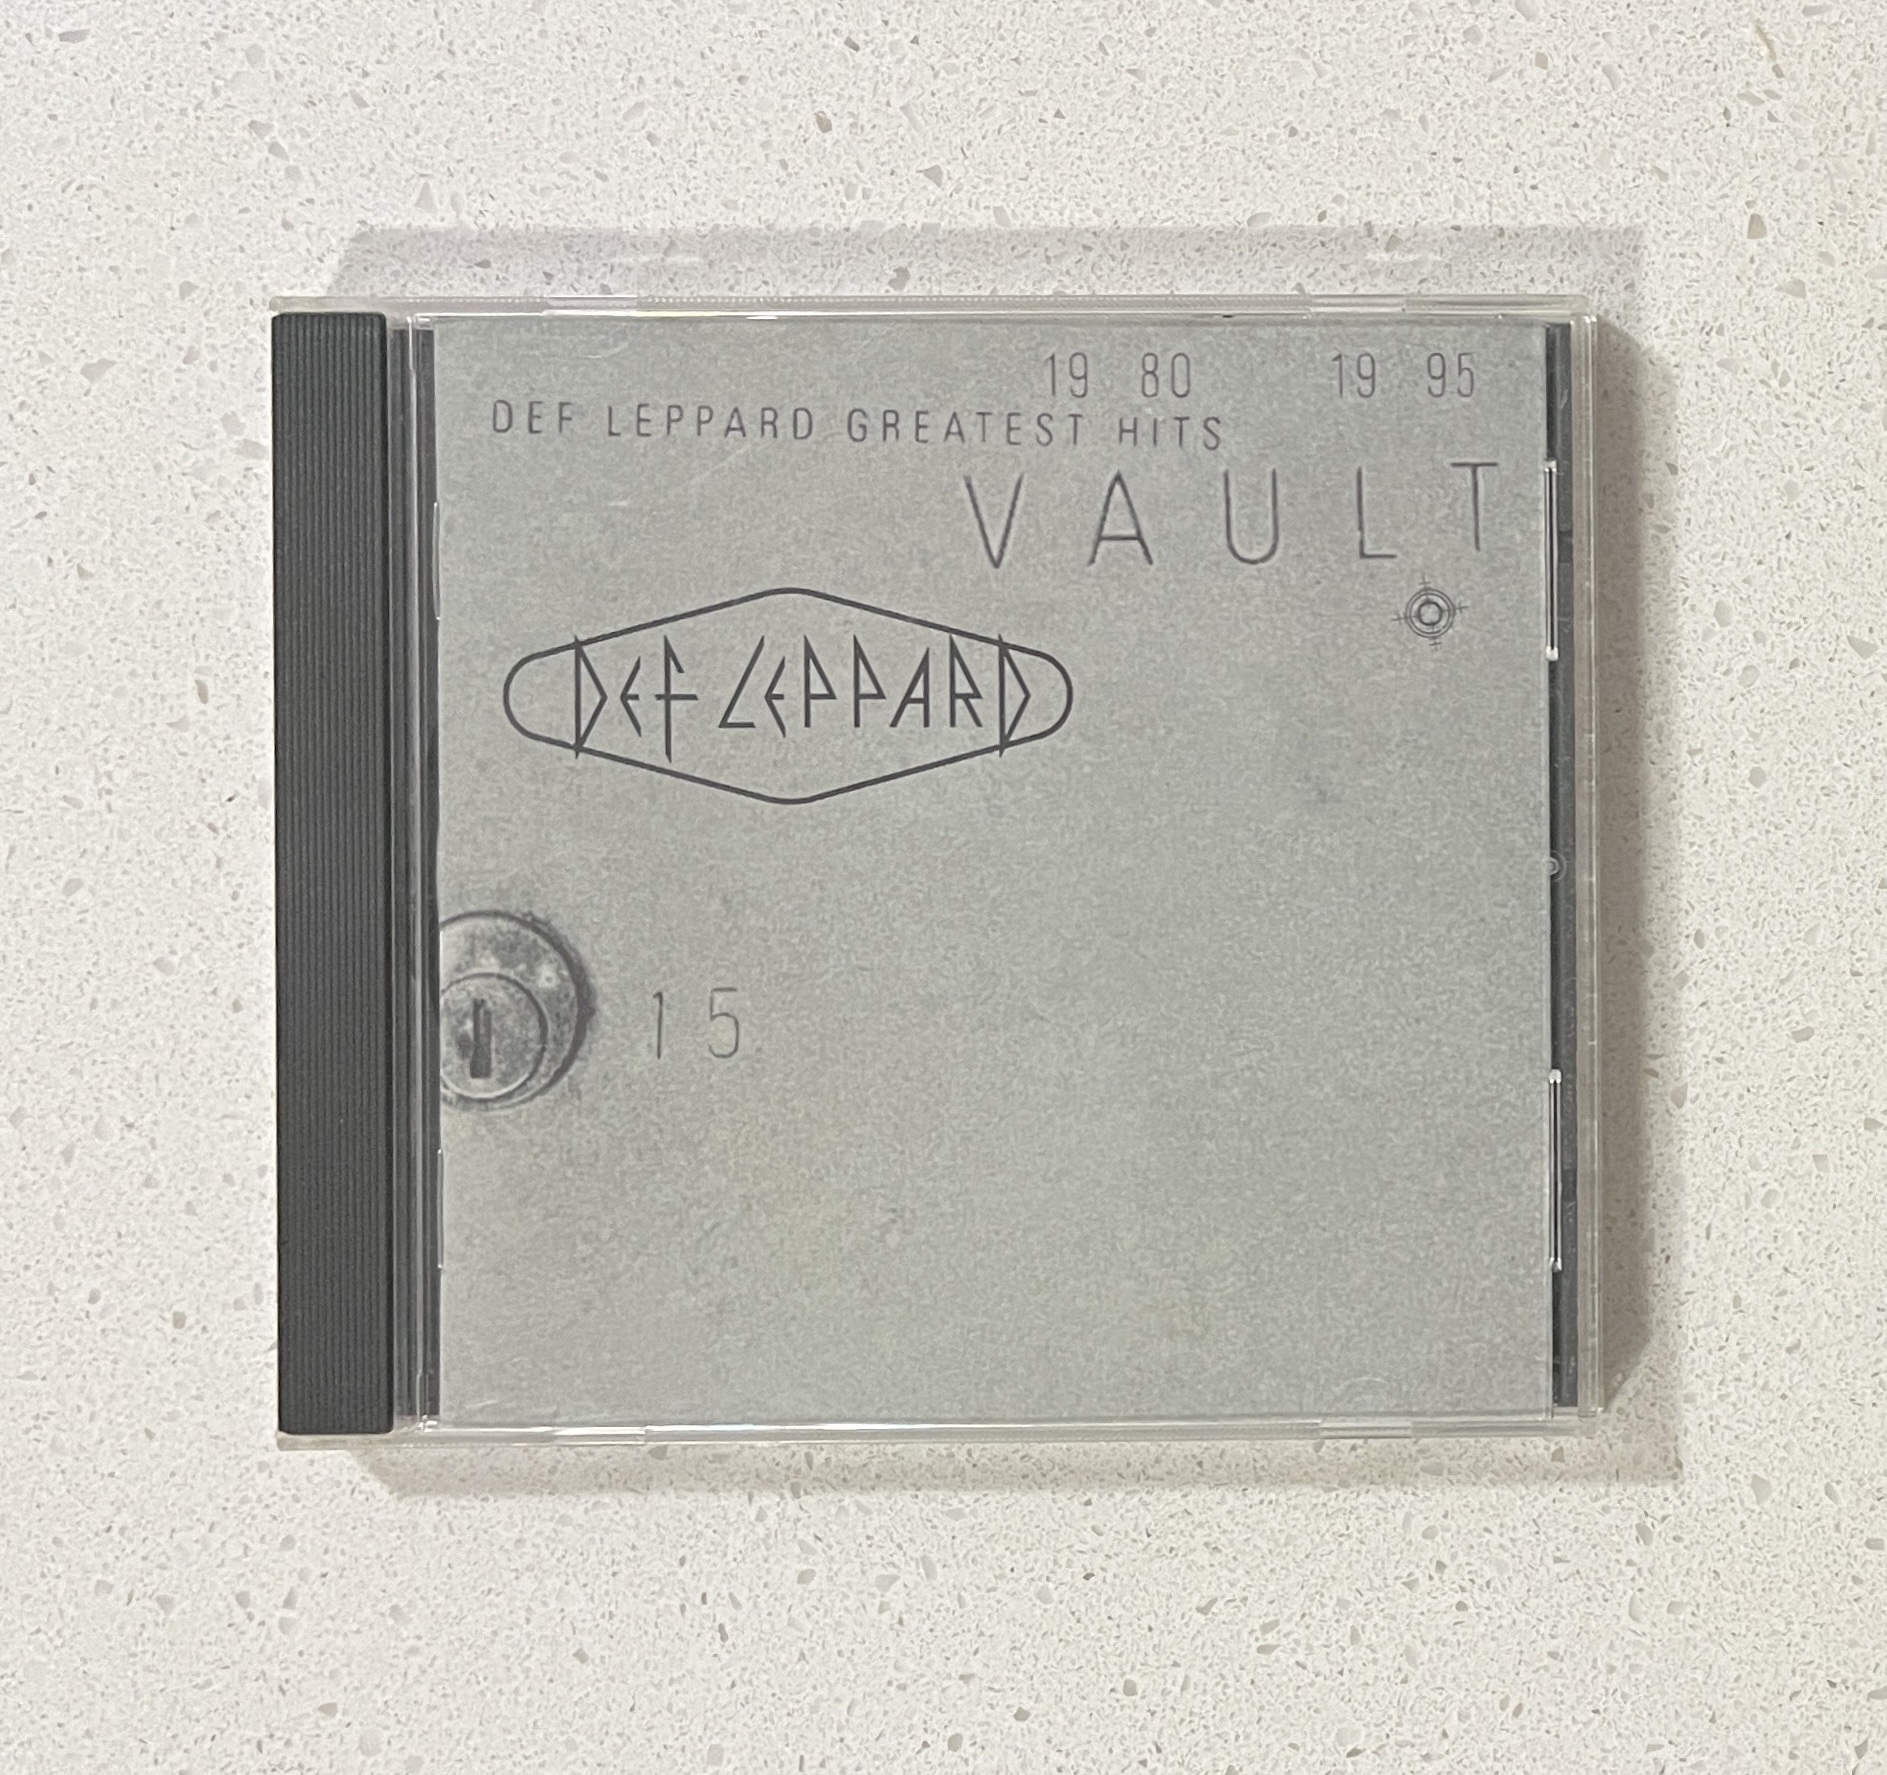 19 80 19 95
DEF LEPPARD GREATEST HITS
VAULT
DEF LEPPARD
15